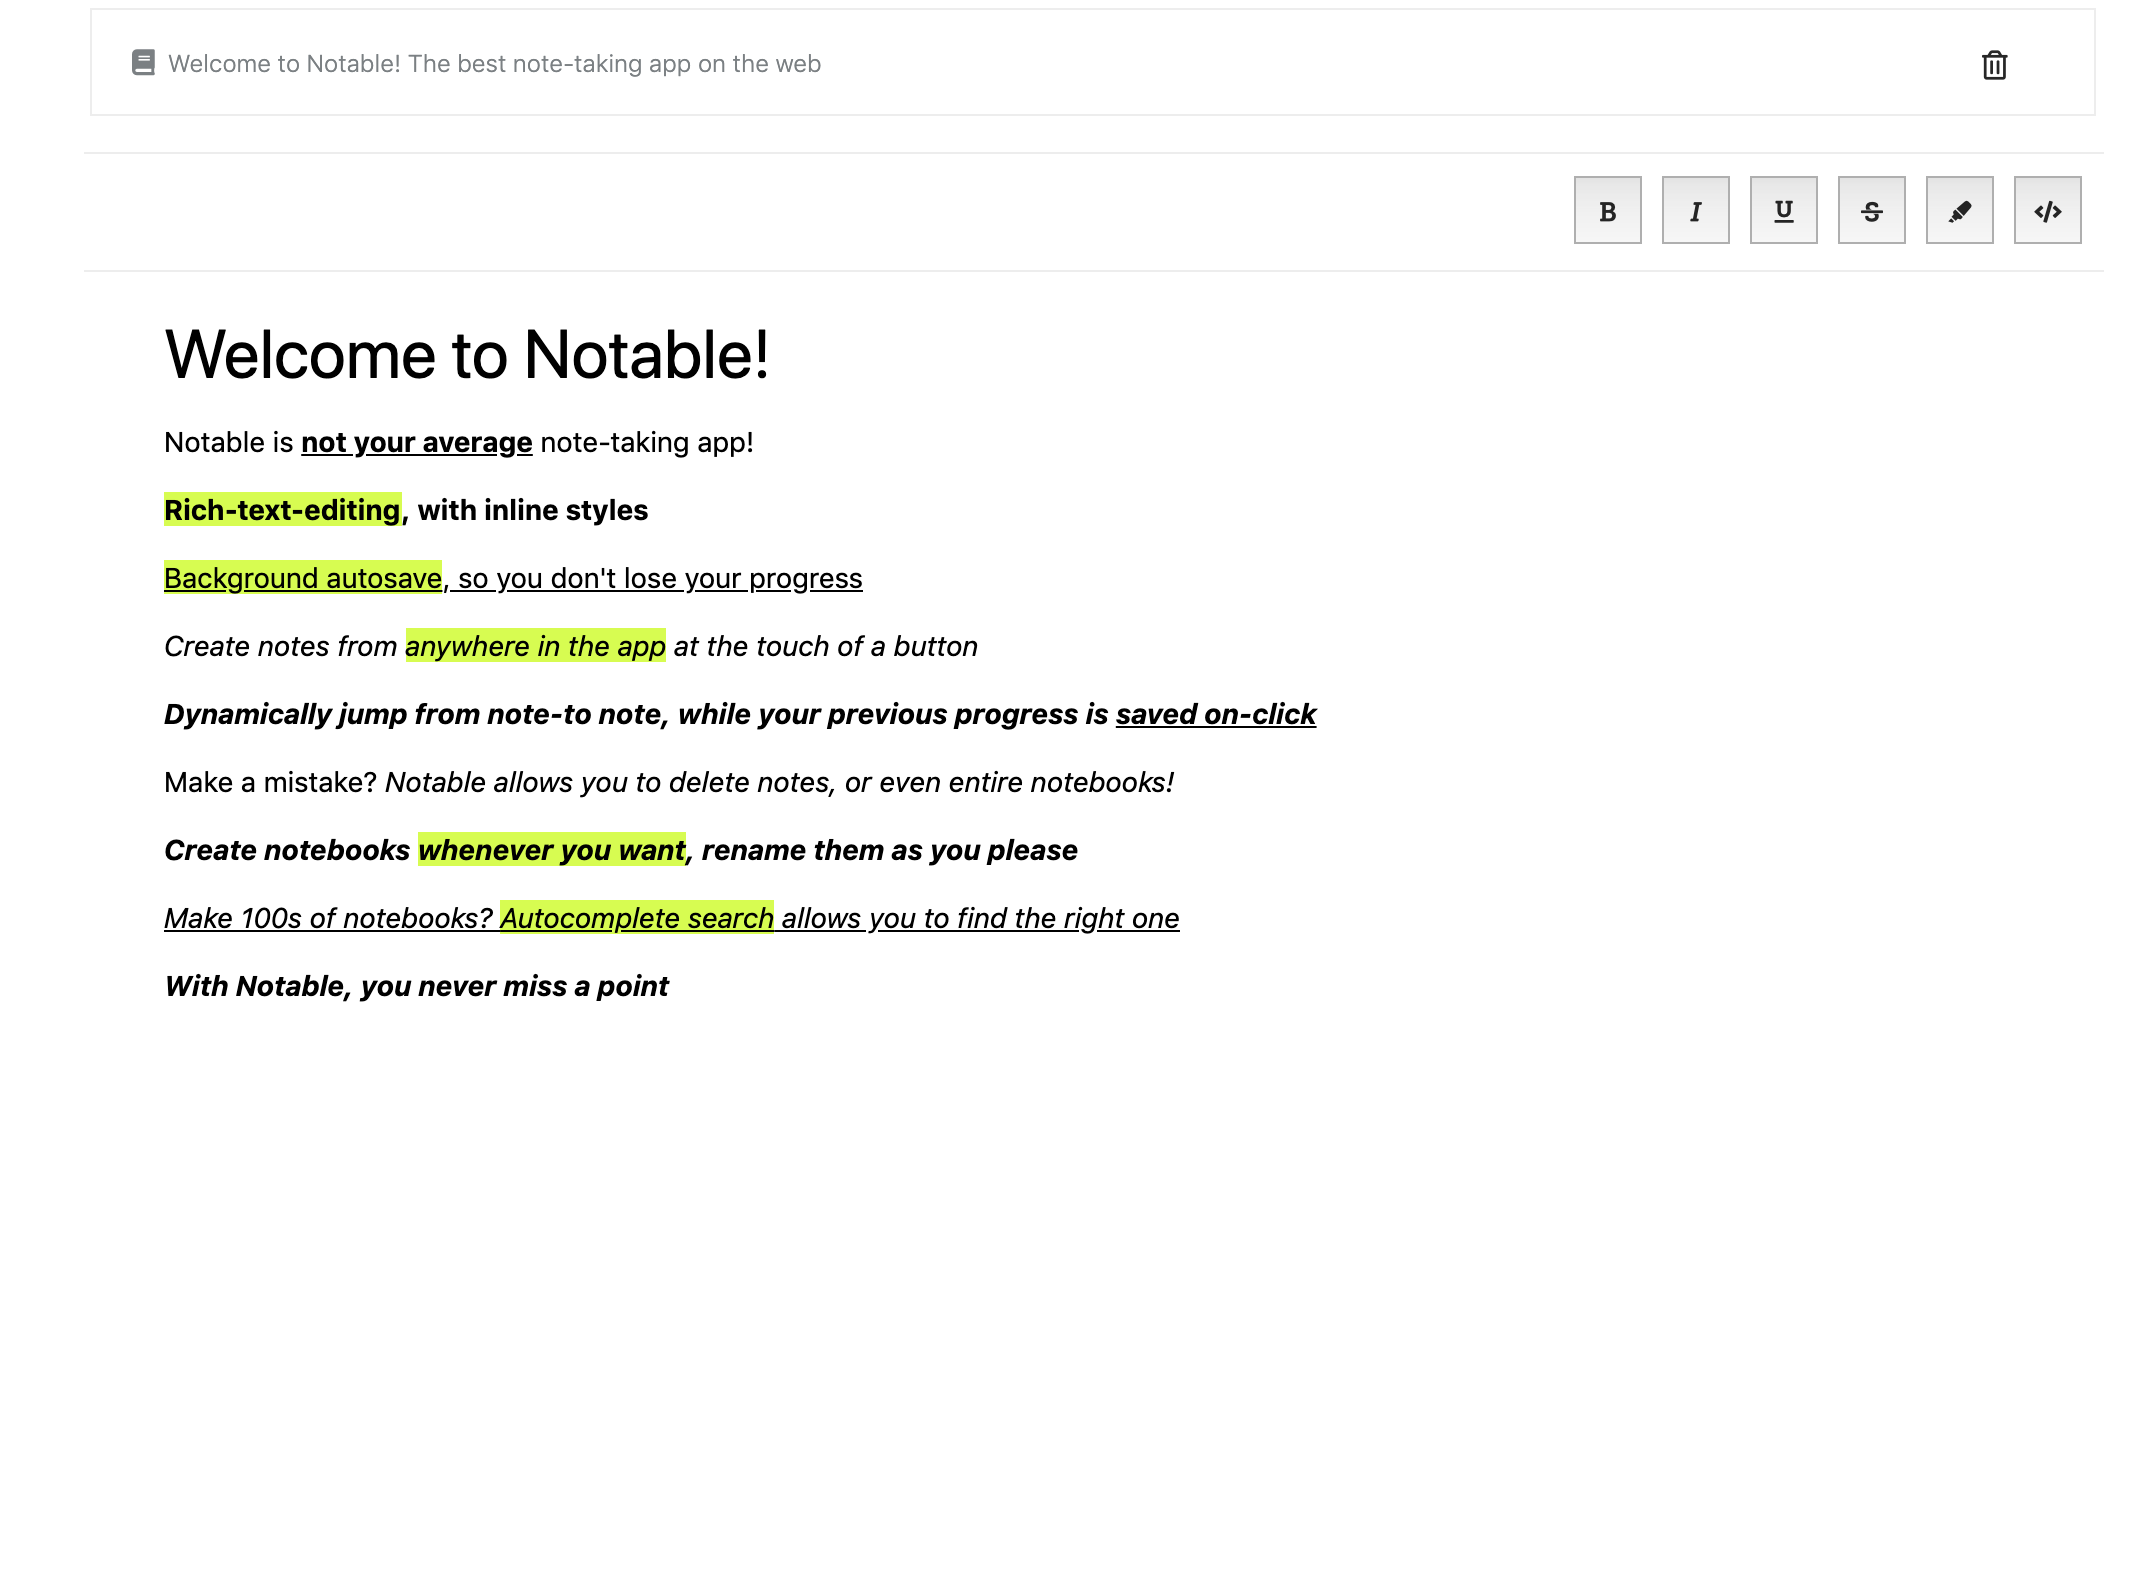 Welcome to Notable! The best note-taking app on the web
B I U S </>
Welcome to Notable!
Notable is not your average note-taking app!
Rich-text-editing, with inline styles
Background autosave, so you don't lose your progress
Create notes from anywhere in the app at the touch of a button
Dynamically jump from note-to note, while your previous progress is saved on-click
Make a mistake? Notable allows you to delete notes, or even entire notebooks!
Create notebooks whenever you want, rename them as you please
Make 100s of notebooks? Autocomplete search allows you to find the right one
With Notable, you never miss a point